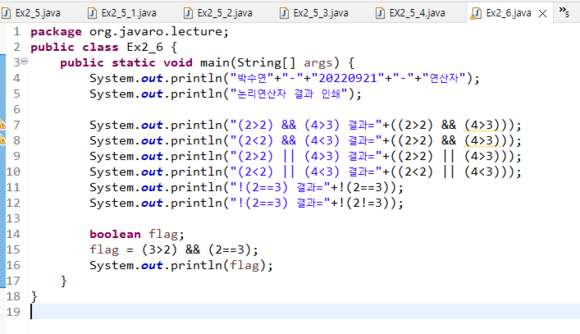 Ex2_5.java Ex2_5_1.java Ex2_5_2.java Ex2_5_3.java Ex2_5_4.java Ex2_6.java »5
1 package org.javaro.lecture;
2 public class Ex2_6 {
3 public static void main(String[] args) {
4 System.out.println("박수연"+"-"+"20220921"+"-"+"연산자");
5 System.out.println("논리연산자 결과 인쇄");
6
7 System.out.println("(2>2) && (4>3) 결과="+((2>2) && (4>3)));
8 System.out.println("(2<2) && (4<3) 결과="+((2<2) && (4>3)));
9 System.out.println("(2>2) || (4>3) 결과="+((2>2) || (4>3)));
10 System.out.println("(2<2) || (4<3) 결과="+((2<2) || (4<3)));
11 System.out.println("!(2==3) 결과="+!(2==3));
12 System.out.println("!(2==3) 결과="+!(2!=3));
13
14 boolean flag;
15 flag = (3>2) && (2==3);
16 System.out.println(flag);
17 }
18 }
19